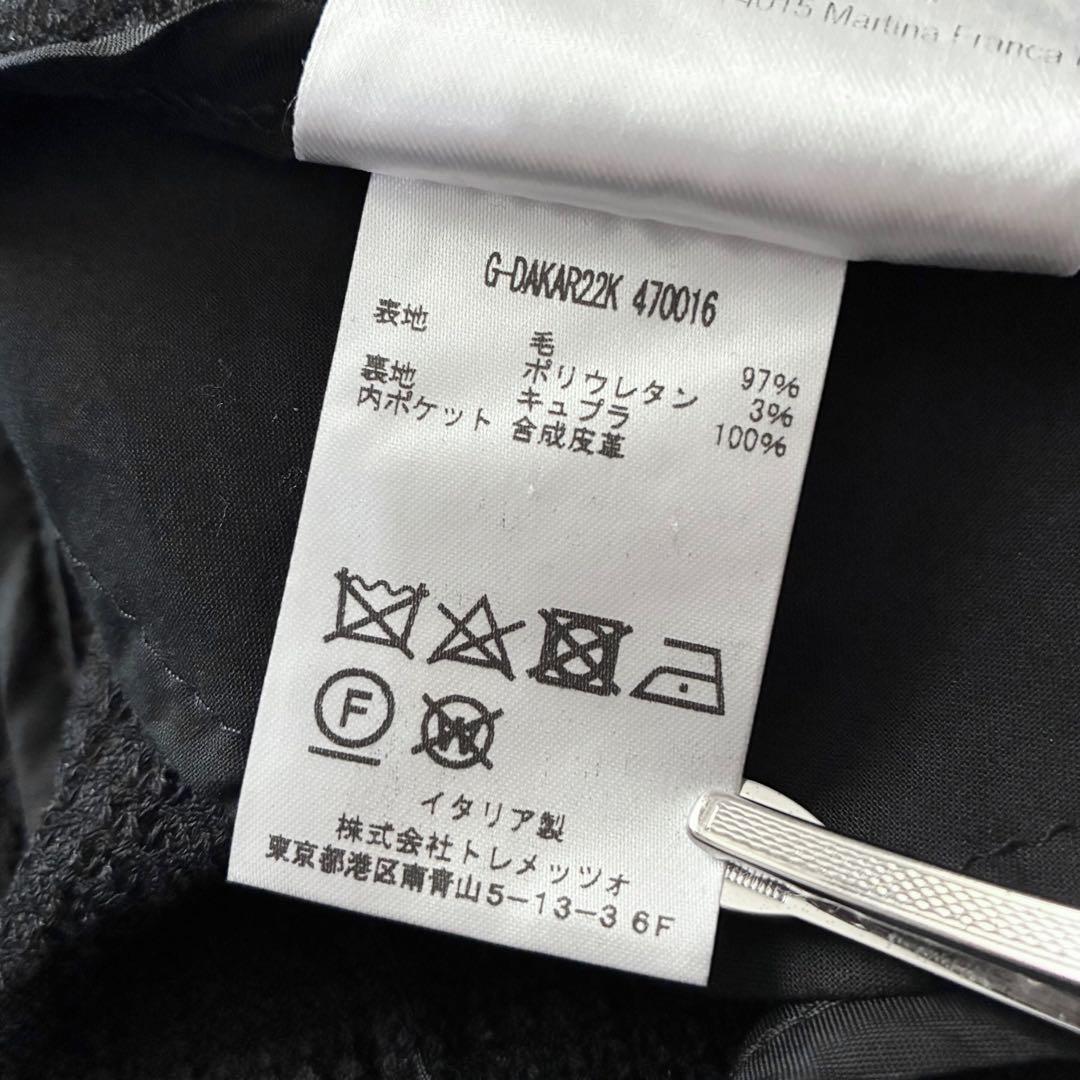 4015 Martina Franca
G-DAKAR22K 470016
表地 毛 97%
ポリウレタン 3%
裏地 キュプラ 100%
内ポケット 合成皮革
F
W
イタリア製
株式会社トレメッツォ
東京都港区南青山5-13-3 6F